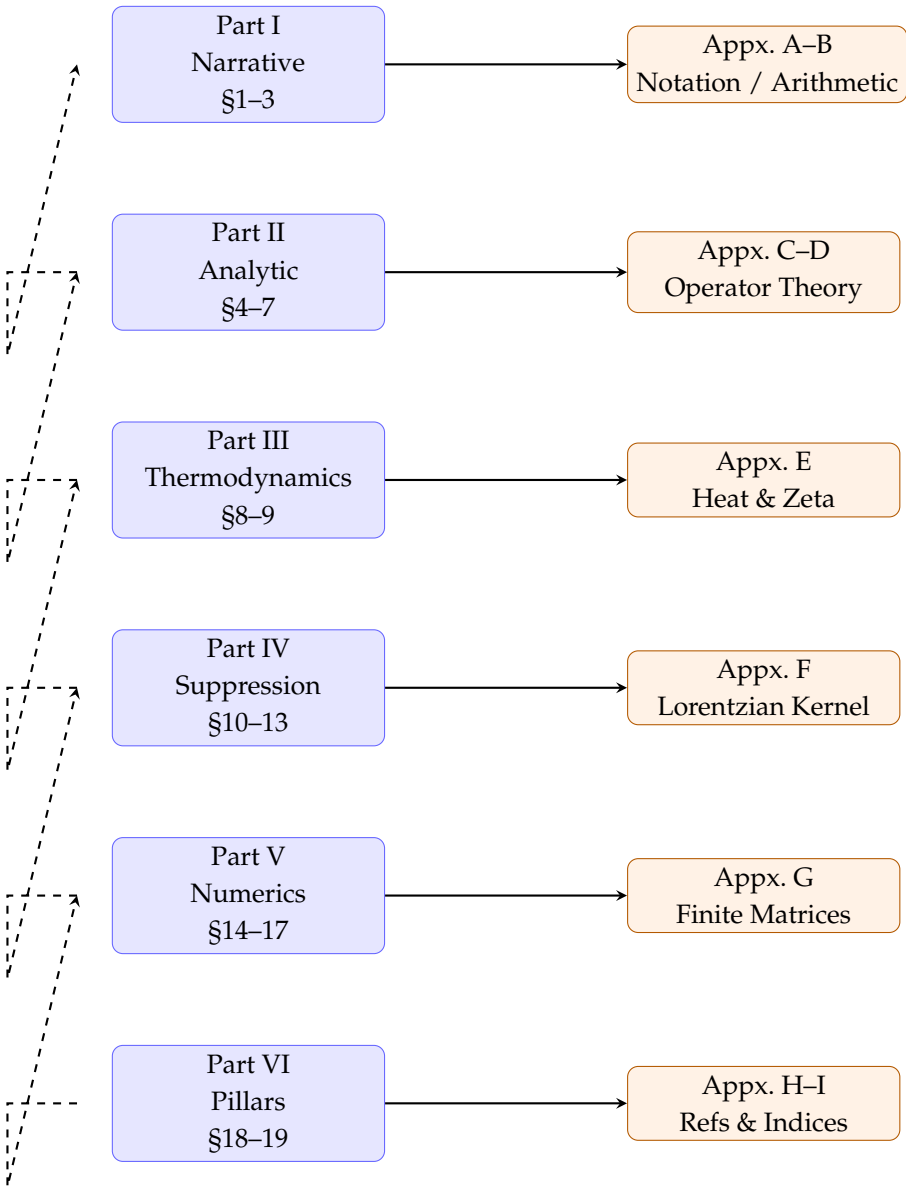 Part I
Narrative
§1–3
Appx. A–B
Notation / Arithmetic
Part II
Analytic
§4–7
Appx. C–D
Operator Theory
Part III
Thermodynamics
§8–9
Appx. E
Heat & Zeta
Part IV
Suppression
§10–13
Appx. F
Lorentzian Kernel
Part V
Numerics
§14–17
Appx. G
Finite Matrices
Part VI
Pillars
§18–19
Appx. H–I
Refs & Indices